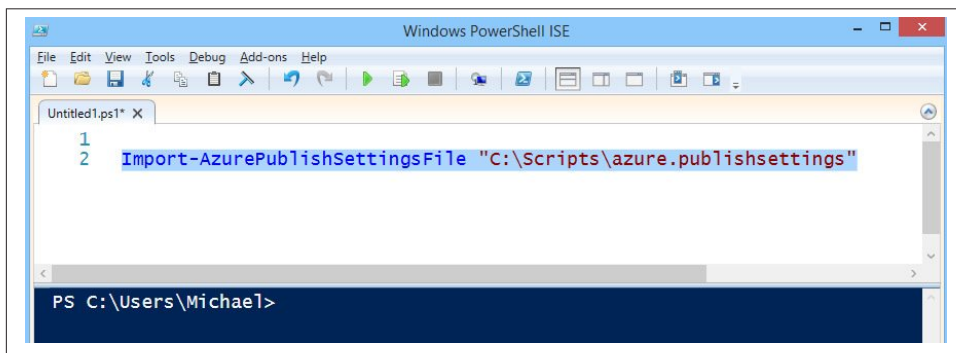 Windows PowerShell ISE
File Edit View Tools Debug Add-ons Help
Untitled1.ps1* X
1
2 Import-AzurePublishSettingsFile "C:\Scripts\azure.publishsettings"
PS C:\Users\Michael>